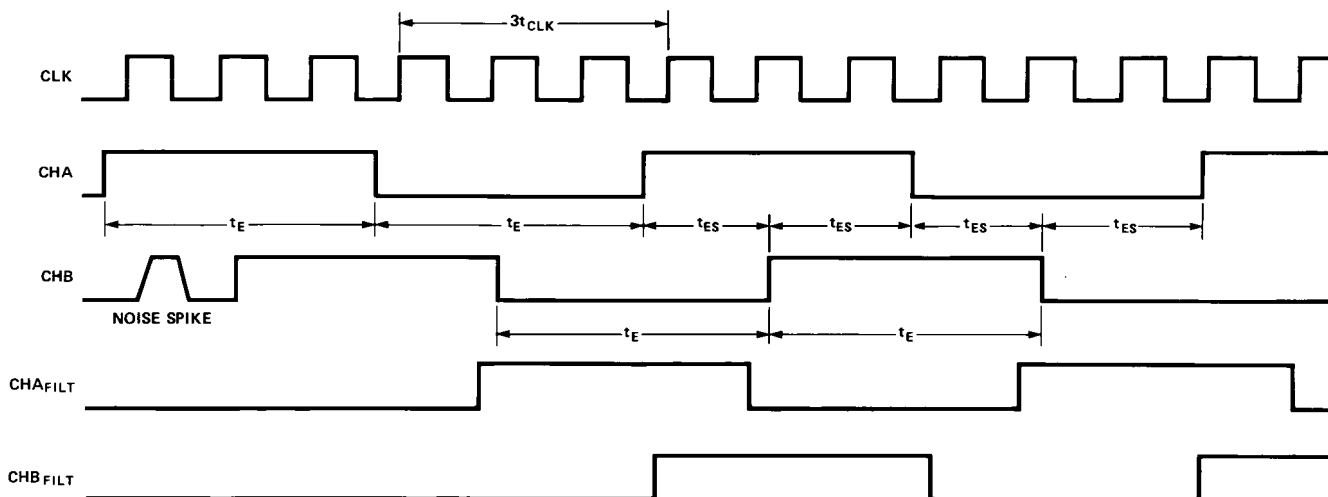 3tCLK
CLK
CHA
tE tE tES tES tES tES
CHB
NOISE SPIKE
tE tE
CHAFILT
CHBFILT